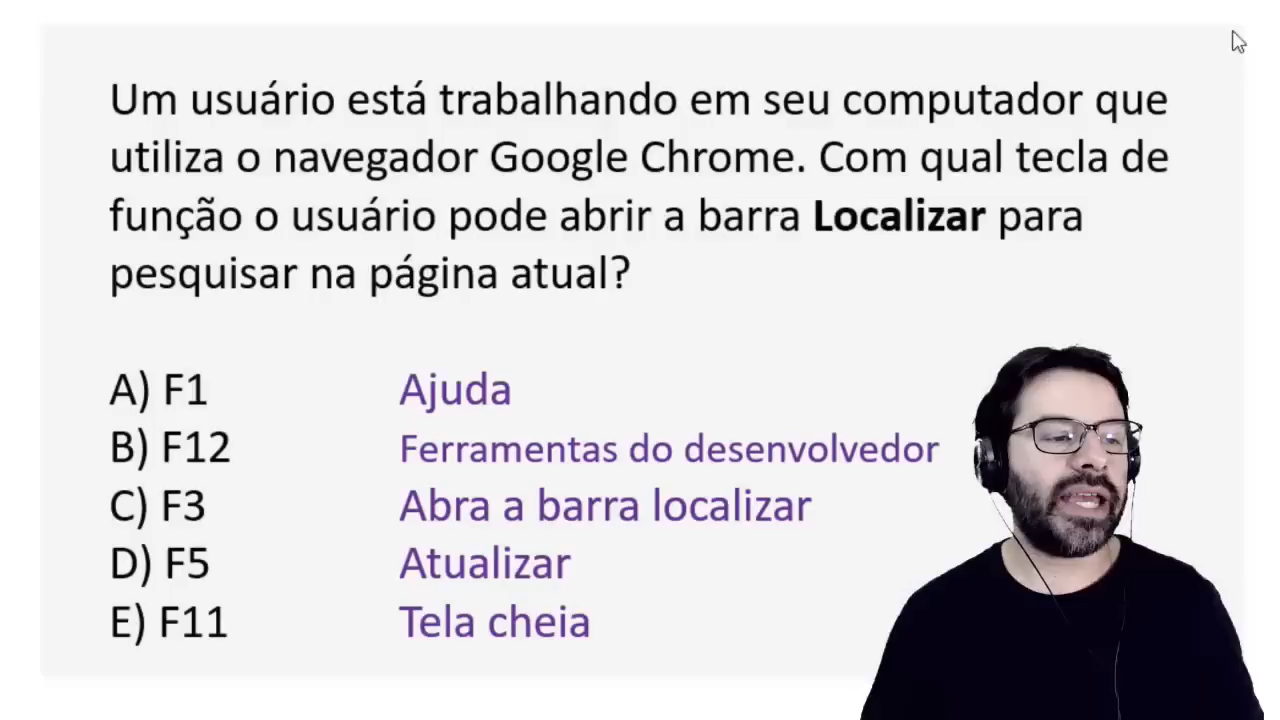 Um usuário está trabalhando em seu computador que
utiliza o navegador Google Chrome. Com qual tecla de
função o usuário pode abrir a barra Localizar para
pesquisar na página atual?
A) F1 Ajuda
B) F12 Ferramentas do desenvolvedor
C) F3 Abra a barra localizar
D) F5 Atualizar
E) F11 Tela cheia